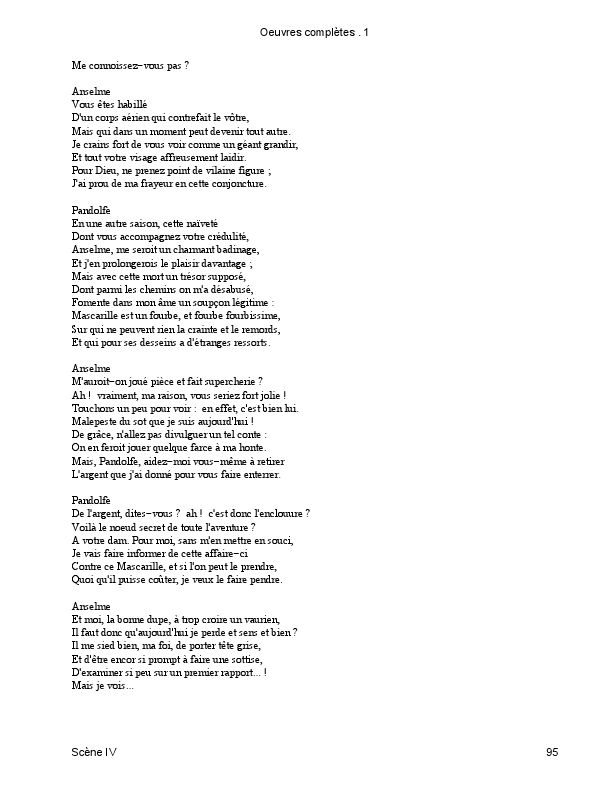 Oeuvres complètes . 1
Me connoissez−vous pas ?
Anselme
Vous êtes habillé
D'un corps aérien qui contrefait le vôtre,
Mais qui dans un moment peut devenir tout autre.
Je crains fort de vous voir comme un géant grandir,
Et tout votre visage affreusement laidir.
Pour Dieu, ne prenez point de vilaine figure ;
J'ai prou de ma frayeur en cette conjoncture.
Pandolfe
En une autre saison, cette naïveté
Dont vous accompagnez votre crédulité,
Anselme, me seroit un charmant badinage,
Et j'en prolongerois le plaisir davantage ;
Mais avec cette mort un trésor supposé,
Dont parmi les chemins on m'a désabusé,
Fomente dans mon âme un soupçon légitime :
Mascarille est un fourbe, et fourbe fourbissime,
Sur qui ne peuvent rien la crainte et le remords,
Et qui pour ses desseins a d'étranges ressorts.
Anselme
M'auroit−on joué pièce et fait supercherie ?
Ah ! vraiment, ma raison, vous seriez fort jolie !
Touchons un peu pour voir : en effet, c'est bien lui.
Malepeste du sot que je suis aujourd'hui !
De grâce, n'allez pas divulguer un tel conte :
On en feroit jouer quelque farce à ma honte.
Mais, Pandolfe, aidez−moi vous−même à retirer
L'argent que j'ai donné pour vous faire enterrer.
Pandolfe
De l'argent, dites−vous ? ah ! c'est donc l'enclouure ?
Voilà le noeud secret de toute l'aventure ?
A votre dam. Pour moi, sans m'en mettre en souci,
Je vais faire informer de cette affaire−ci
Contre ce Mascarille, et si l'on peut le prendre,
Quoi qu'il puisse coûter, je veux le faire pendre.
Anselme
Et moi, la bonne dupe, à trop croire un vaurien,
Il faut donc qu'aujourd'hui je perde et sens et bien ?
Il me sied bien, ma foi, de porter tête grise,
Et d'être encor si prompt à faire une sottise,
D'examiner si peu sur un premier rapport... !
Mais je vois...
Scène IV
95